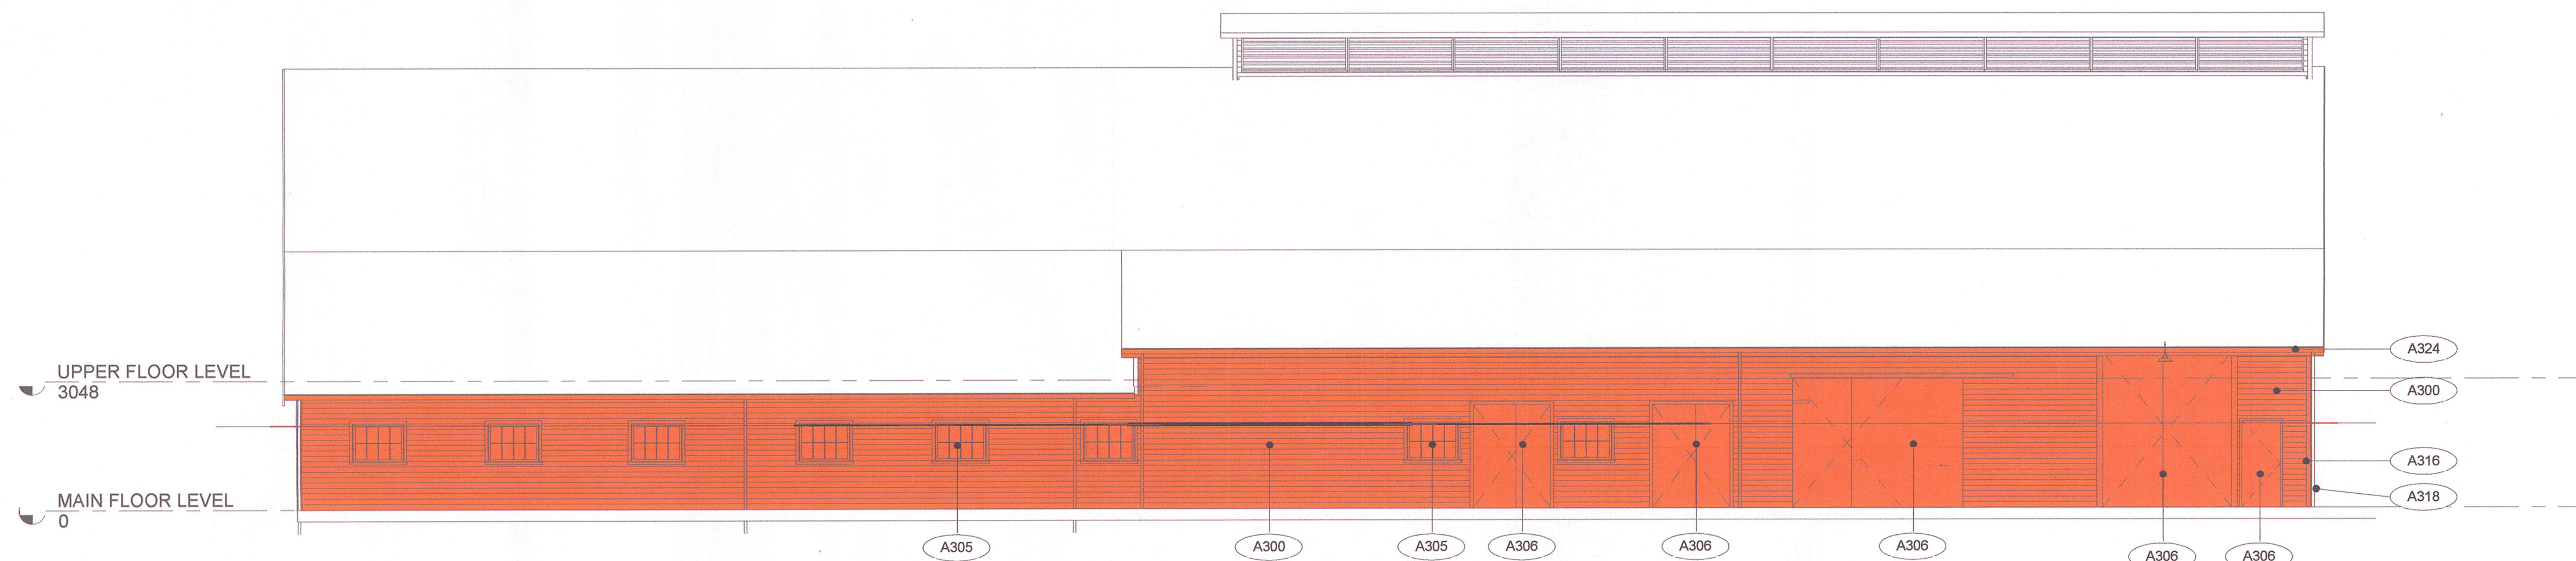 UPPER FLOOR LEVEL
3048
MAIN FLOOR LEVEL
0
A324
A300
A316
A318
A305
A300
A305
A306
A306
A306
A306
A306